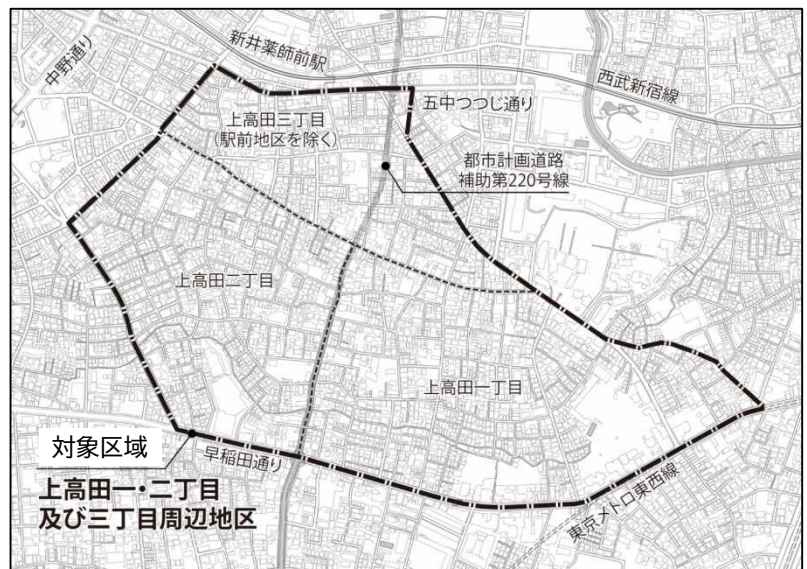 新井薬師前駅
中野通り
西武新宿線
五中つつじ通り
上高田三丁目
(駅前地区を除く)
都市計画道路
補助第220号線
上高田二丁目
上高田一丁目
対象区域
早稲田通り
上高田一・二丁目
及び三丁目周辺地区
東京メトロ東西線